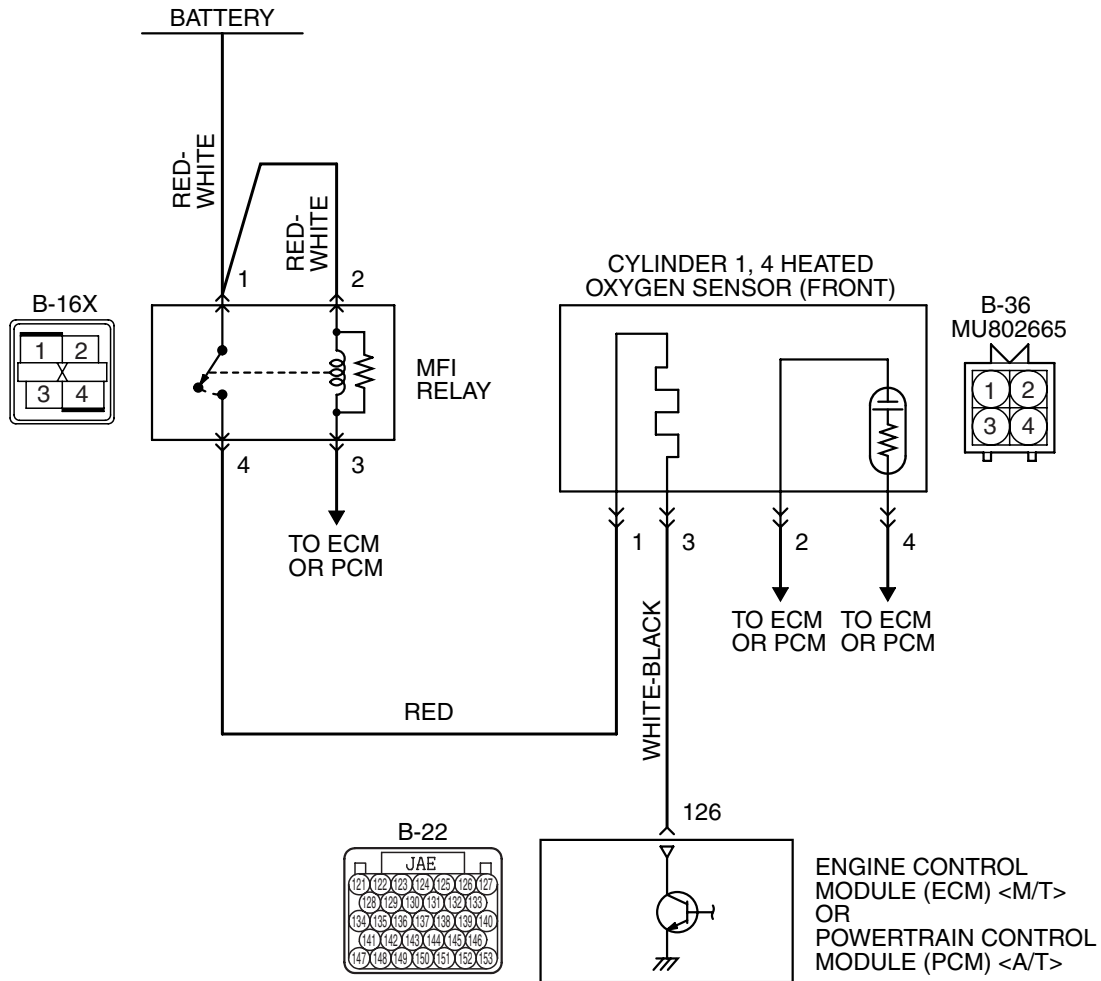 BATTERY
RED-
WHITE
RED-
WHITE
1
2
B-16X
1 2
X
3 4
MFI
RELAY
4
3
TO ECM
OR PCM
CYLINDER 1, 4 HEATED
OXYGEN SENSOR (FRONT)
B-36
MU802665
1 2
3 4
1
3
2
4
TO ECM
OR PCM
TO ECM
OR PCM
WHITE-BLACK
RED
126
B-22
JAE
121 122 123 124 125 126 127
128 129 130 131 132 133
134 135 136 137 138 139 140
141 142 143 144 145 146
147 148 149 150 151 152 153
ENGINE CONTROL
MODULE (ECM) <M/T>
OR
POWERTRAIN CONTROL
MODULE (PCM) <A/T>